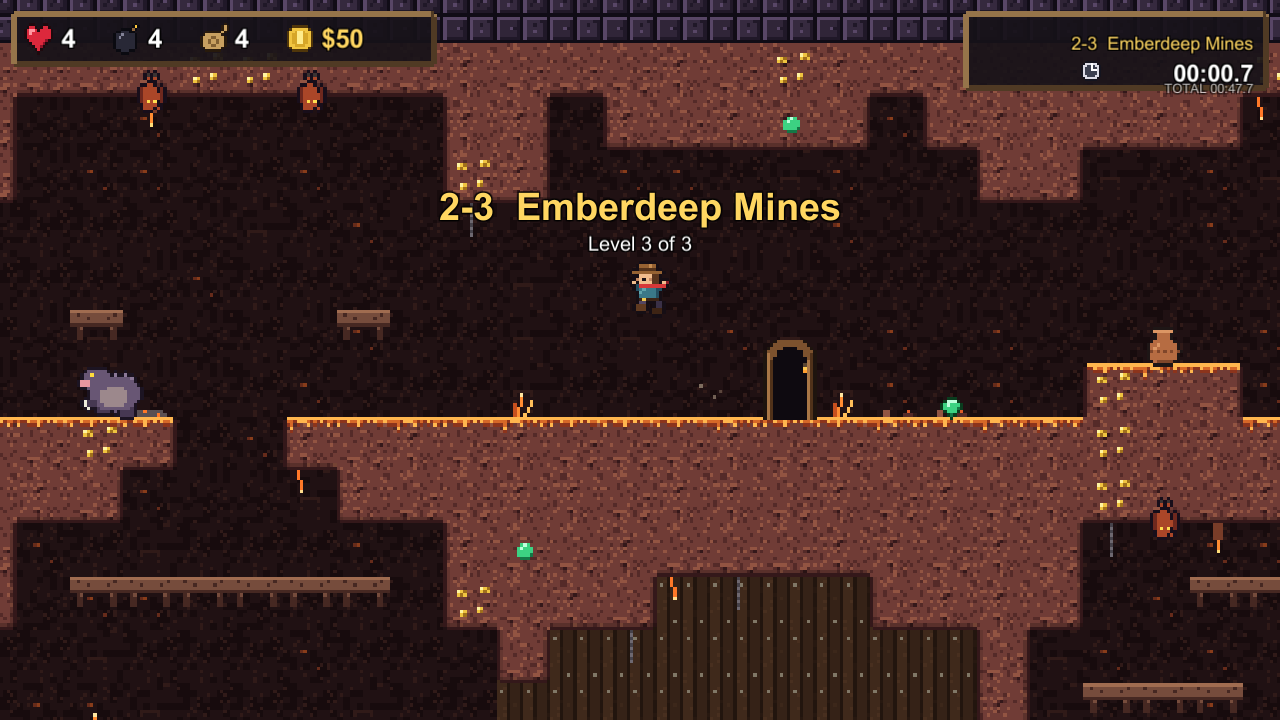 4 4 4 $50
2-3 Emberdeep Mines
00:00.7
TOTAL 00:47.7
2-3 Emberdeep Mines
Level 3 of 3